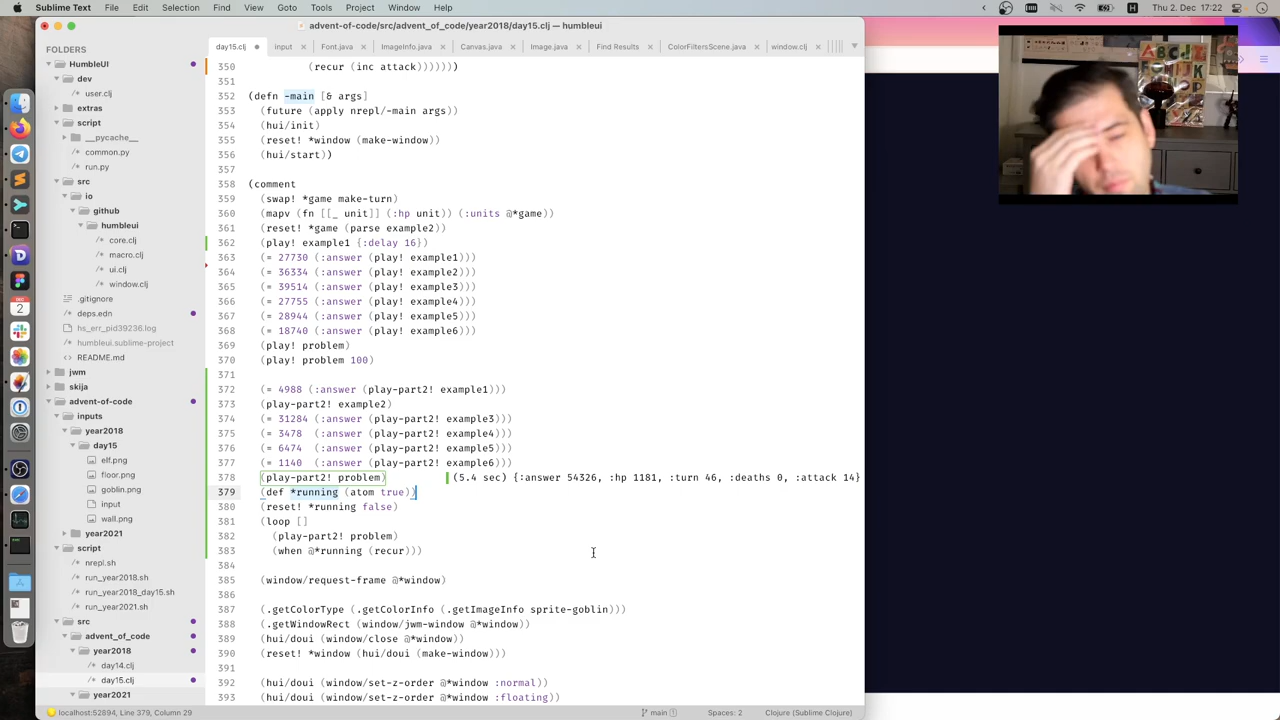 Sublime Text File Edit Selection Find View Goto Tools Project Window Help
advent-of-code/src/advent_of_code/year2018/day15.clj — humbleui
day15.clj input Font.java ImageInfo.java Canvas.java Image.java Find Results ColorFiltersScene.java window.clj
FOLDERS
HumbleUI
dev
user.clj
extras
script
__pycache__
common.py
run.py
src
io
github
humbleui
core.clj
macro.clj
ui.clj
window.clj
.gitignore
deps.edn
hs_err_pid39236.log
humbleui.sublime-project
README.md
jwm
skija
advent-of-code
inputs
year2018
day15
elf.png
floor.png
goblin.png
input
wall.png
year2021
script
nrepl.sh
run_year2018.sh
run_year2018_day15.sh
run_year2021.sh
src
advent_of_code
year2018
day14.clj
day15.clj
year2021
350 (recur (inc attack))))))
351
352 (defn -main [& args]
353 (future (apply nrepl/-main args))
354 (hui/init)
355 (reset! *window (make-window))
356 (hui/start))
357
358 (comment
359 (swap! *game make-turn)
360 (mapv (fn [[_ unit]] (:hp unit)) (:units @*game))
361 (reset! *game (parse example2))
362 (play! example1 {:delay 16})
363 (= 27730 (:answer (play! example1)))
364 (= 36334 (:answer (play! example2)))
365 (= 39514 (:answer (play! example3)))
366 (= 27755 (:answer (play! example4)))
367 (= 28944 (:answer (play! example5)))
368 (= 18740 (:answer (play! example6)))
369 (play! problem)
370 (play! problem 100)
371
372 (= 4988 (:answer (play-part2! example1)))
373 (play-part2! example2)
374 (= 31284 (:answer (play-part2! example3)))
375 (= 3478 (:answer (play-part2! example4)))
376 (= 6474 (:answer (play-part2! example5)))
377 (= 1140 (:answer (play-part2! example6)))
378 (play-part2! problem) (5.4 sec) {:answer 54326, :hp 1181, :turn 46, :deaths 0, :attack 14}
379 (def *running (atom true))
380 (reset! *running false)
381 (loop []
382 (play-part2! problem)
383 (when @*running (recur)))
384
385 (window/request-frame @*window)
386
387 (.getColorType (.getColorInfo (.getImageInfo sprite-goblin)))
388 (.getWindowRect (window/jwm-window @*window))
389 (hui/doui (window/close @*window))
390 (reset! *window (hui/doui (make-window)))
391
392 (hui/doui (window/set-z-order @*window :normal))
393 (hui/doui (window/set-z-order @*window :floating))
localhost:52894, Line 379, Column 29
main 1
Spaces: 2
Clojure (Sublime Clojure)